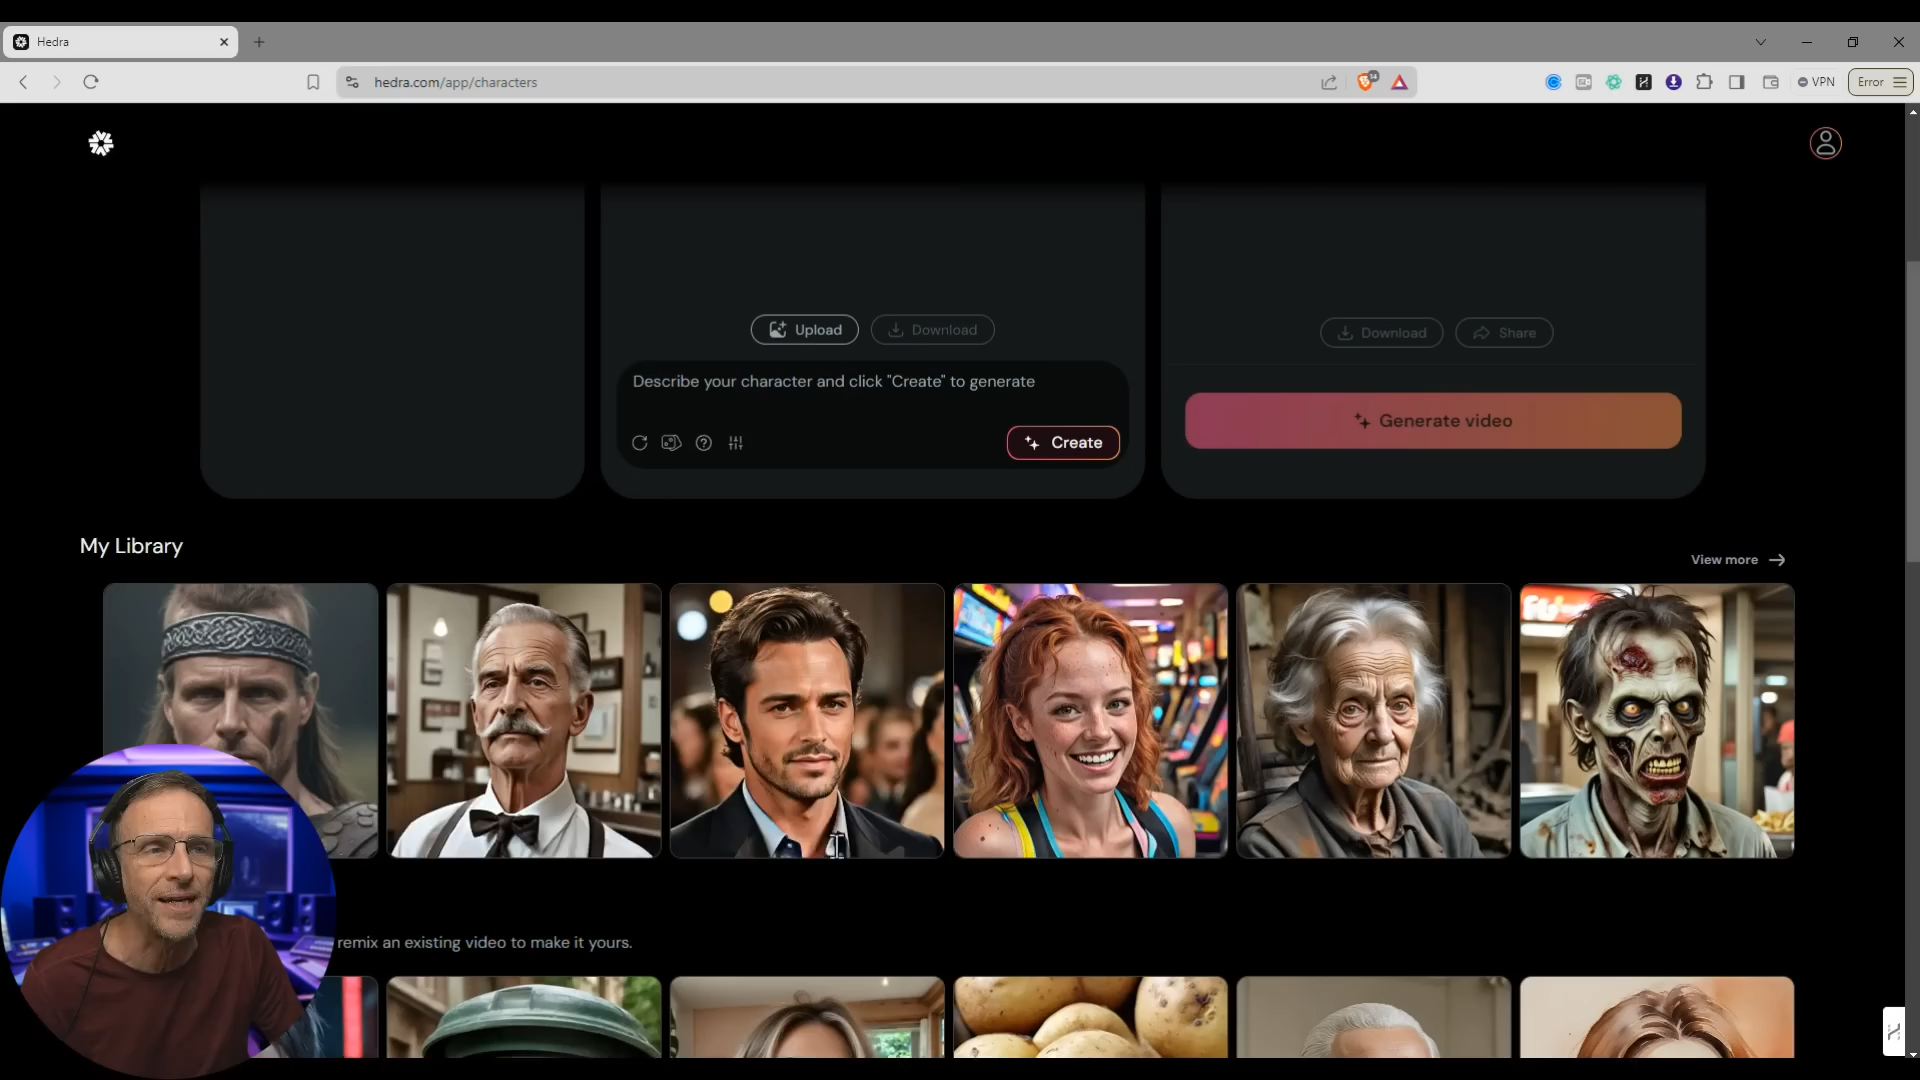 Hedra
hedra.com/app/characters
14
VPN
Error
Upload
Download
Download
Share
Describe your character and click "Create" to generate
Create
Generate video
My Library
View more
remix an existing video to make it yours.